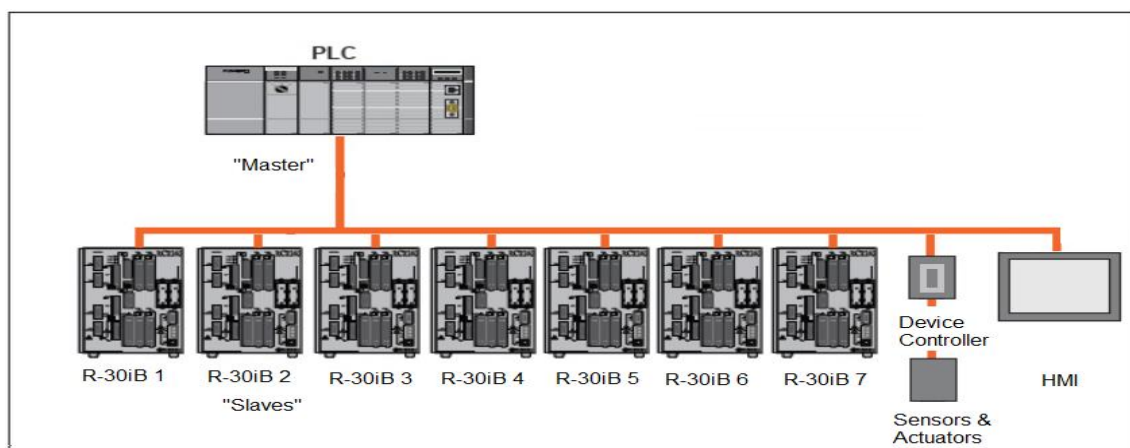 PLC
"Master"
R-30iB 1
R-30iB 2
R-30iB 3
R-30iB 4
R-30iB 5
R-30iB 6
R-30iB 7
"Slaves"
Device
Controller
Sensors &
Actuators
HMI